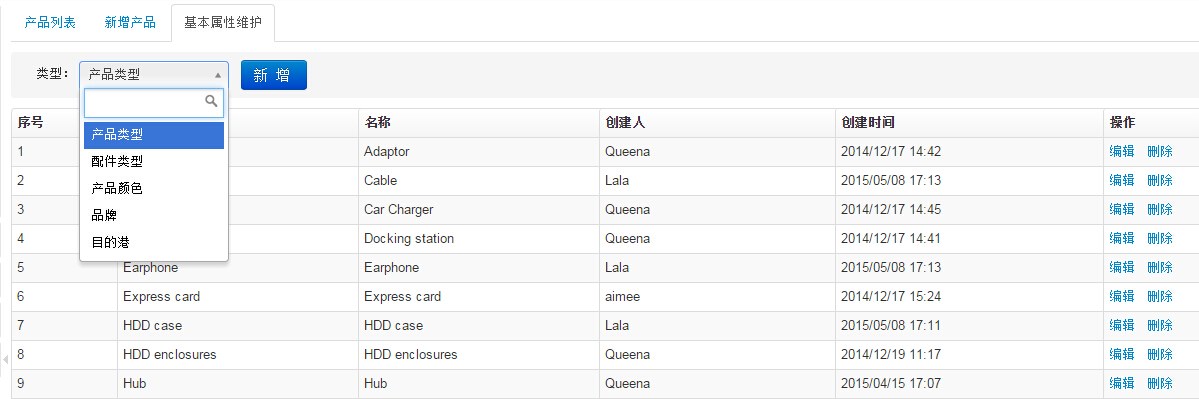 产品列表 新增产品 基本属性维护
类型： 产品类型 新 增
序号 名称 创建人 创建时间 操作
产品类型
配件类型
产品颜色
品牌
目的港
1 Adaptor Queena 2014/12/17 14:42 编辑 删除
2 Cable Lala 2015/05/08 17:13 编辑 删除
3 Car Charger Queena 2014/12/17 14:45 编辑 删除
4 Docking station Queena 2014/12/17 14:41 编辑 删除
5 Earphone Earphone Lala 2015/05/08 17:13 编辑 删除
6 Express card Express card aimee 2014/12/17 15:24 编辑 删除
7 HDD case HDD case Lala 2015/05/08 17:11 编辑 删除
8 HDD enclosures HDD enclosures Queena 2014/12/19 11:17 编辑 删除
9 Hub Hub Queena 2015/04/15 17:07 编辑 删除